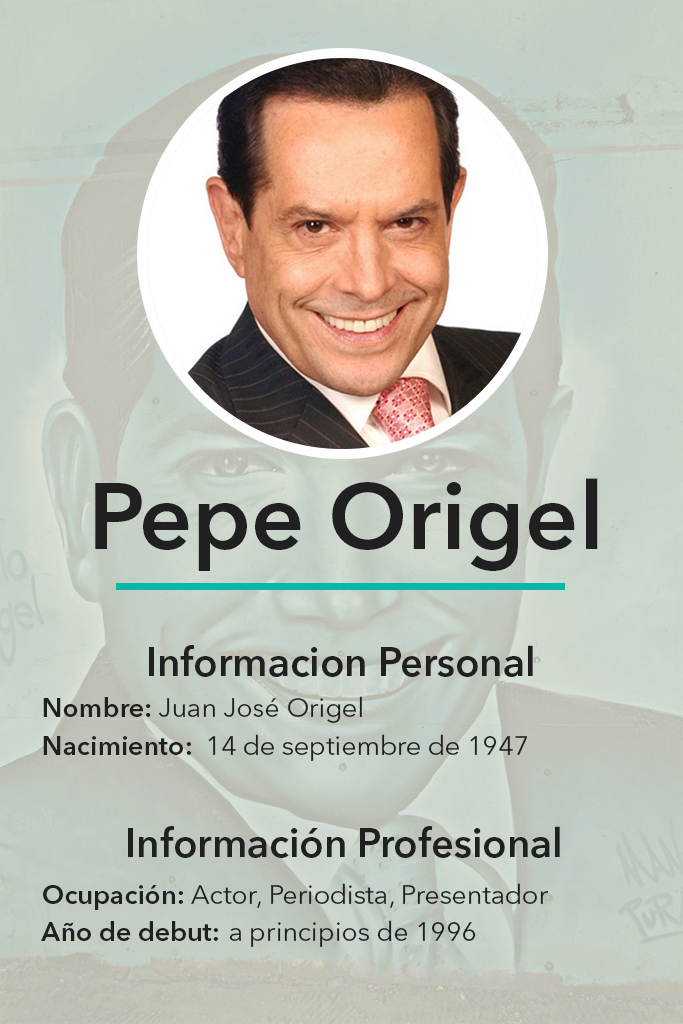 Pepe Origel
Informacion Personal
Nombre: Juan José Origel
Nacimiento: 14 de septiembre de 1947
Información Profesional
Ocupación: Actor, Periodista, Presentador
Año de debut: a principios de 1996